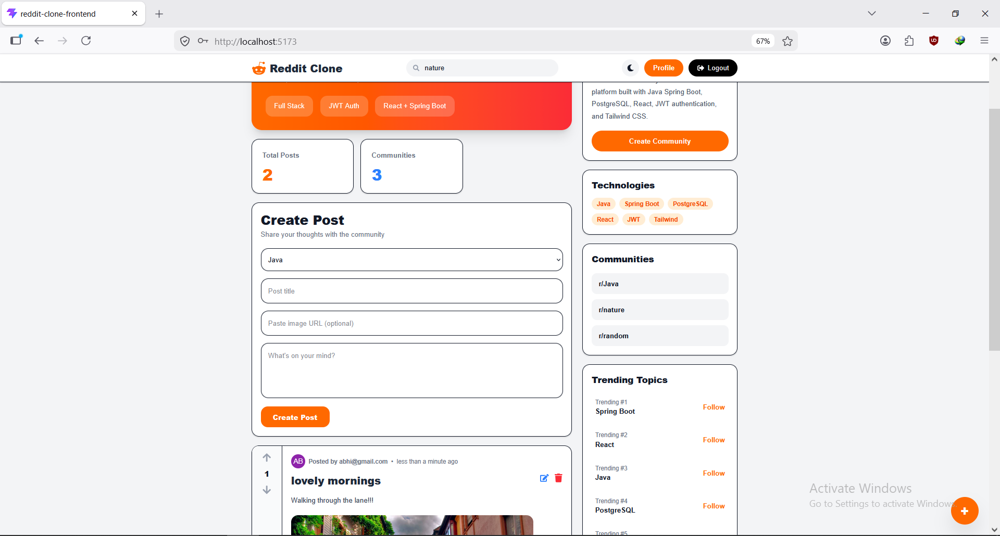 reddit-clone-frontend
http://localhost:5173
67%
Reddit Clone
nature
Profile
Logout
Full Stack
JWT Auth
React + Spring Boot
Total Posts
2
Communities
3
Create Post
Share your thoughts with the community
Java
Post title
Paste image URL (optional)
What's on your mind?
Create Post
1
AB
Posted by abhi@gmail.com • less than a minute ago
lovely mornings
Walking through the lane!!!
platform built with Java Spring Boot,
PostgreSQL, React, JWT authentication,
and Tailwind CSS.
Create Community
Technologies
Java
Spring Boot
PostgreSQL
React
JWT
Tailwind
Communities
r/Java
r/nature
r/random
Trending Topics
Trending #1
Spring Boot
Follow
Trending #2
React
Follow
Trending #3
Java
Follow
Trending #4
PostgreSQL
Follow
Trending #5
Activate Windows
Go to Settings to activate Windows.